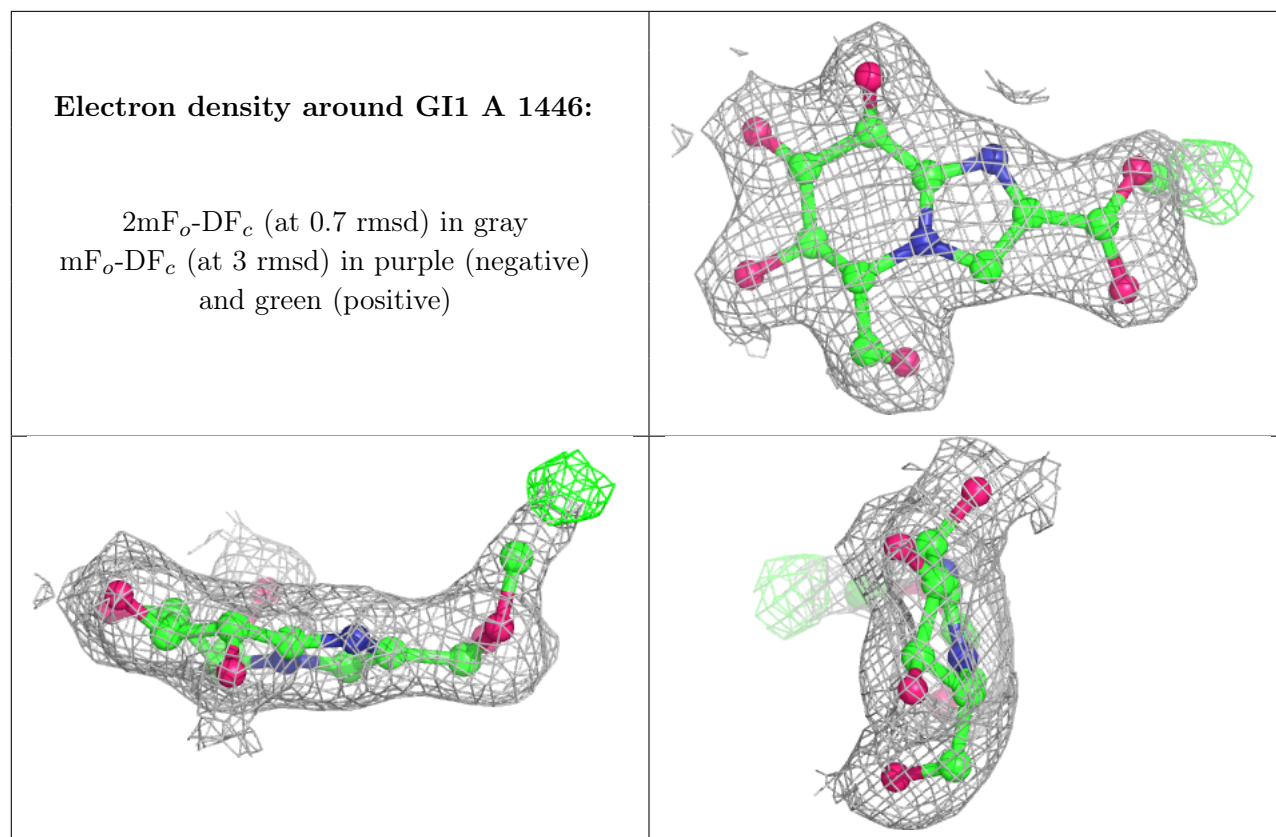 Electron density around GI1 A 1446:
2mFₒ-DF𝑐 (at 0.7 rmsd) in gray
mFₒ-DF𝑐 (at 3 rmsd) in purple (negative)
and green (positive)